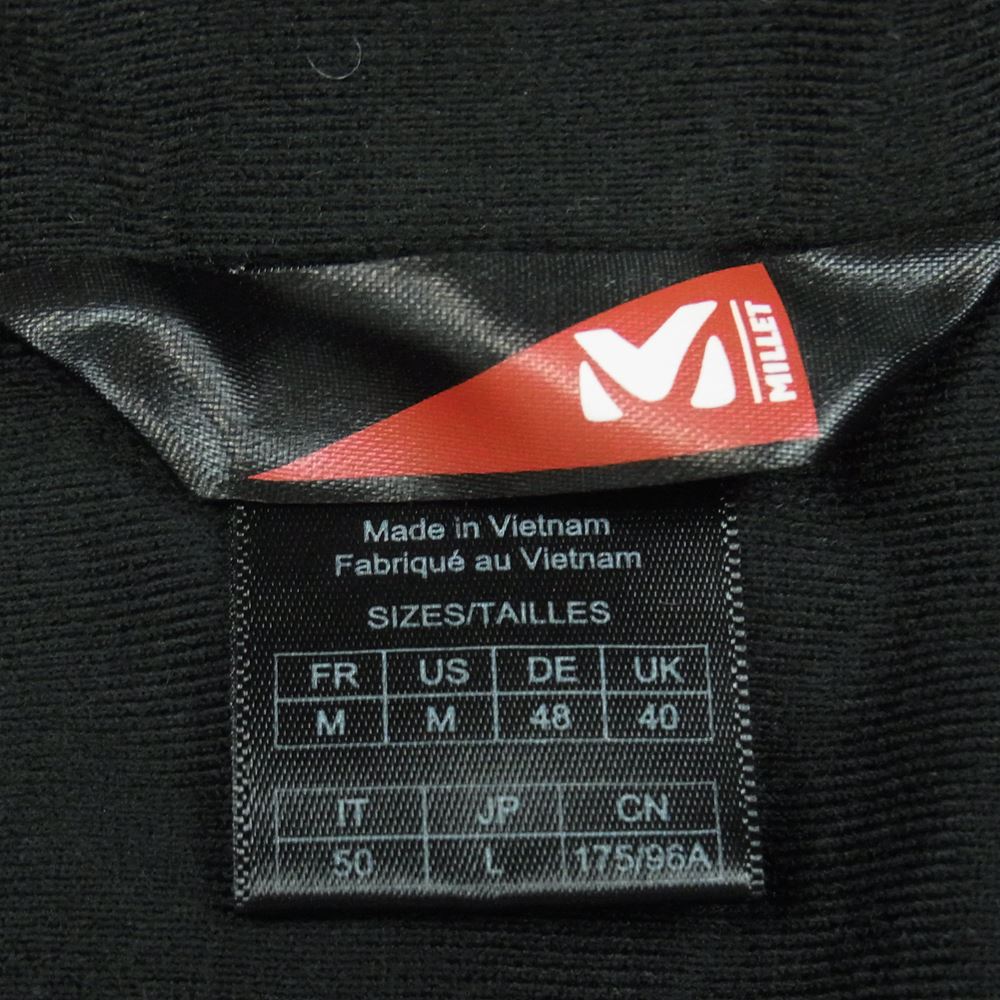 MILLET
Made in Vietnam
Fabriqué au Vietnam
SIZES/TAILLES
FR US DE UK
M M 48 40
IT JP CN
50 L 175/96A